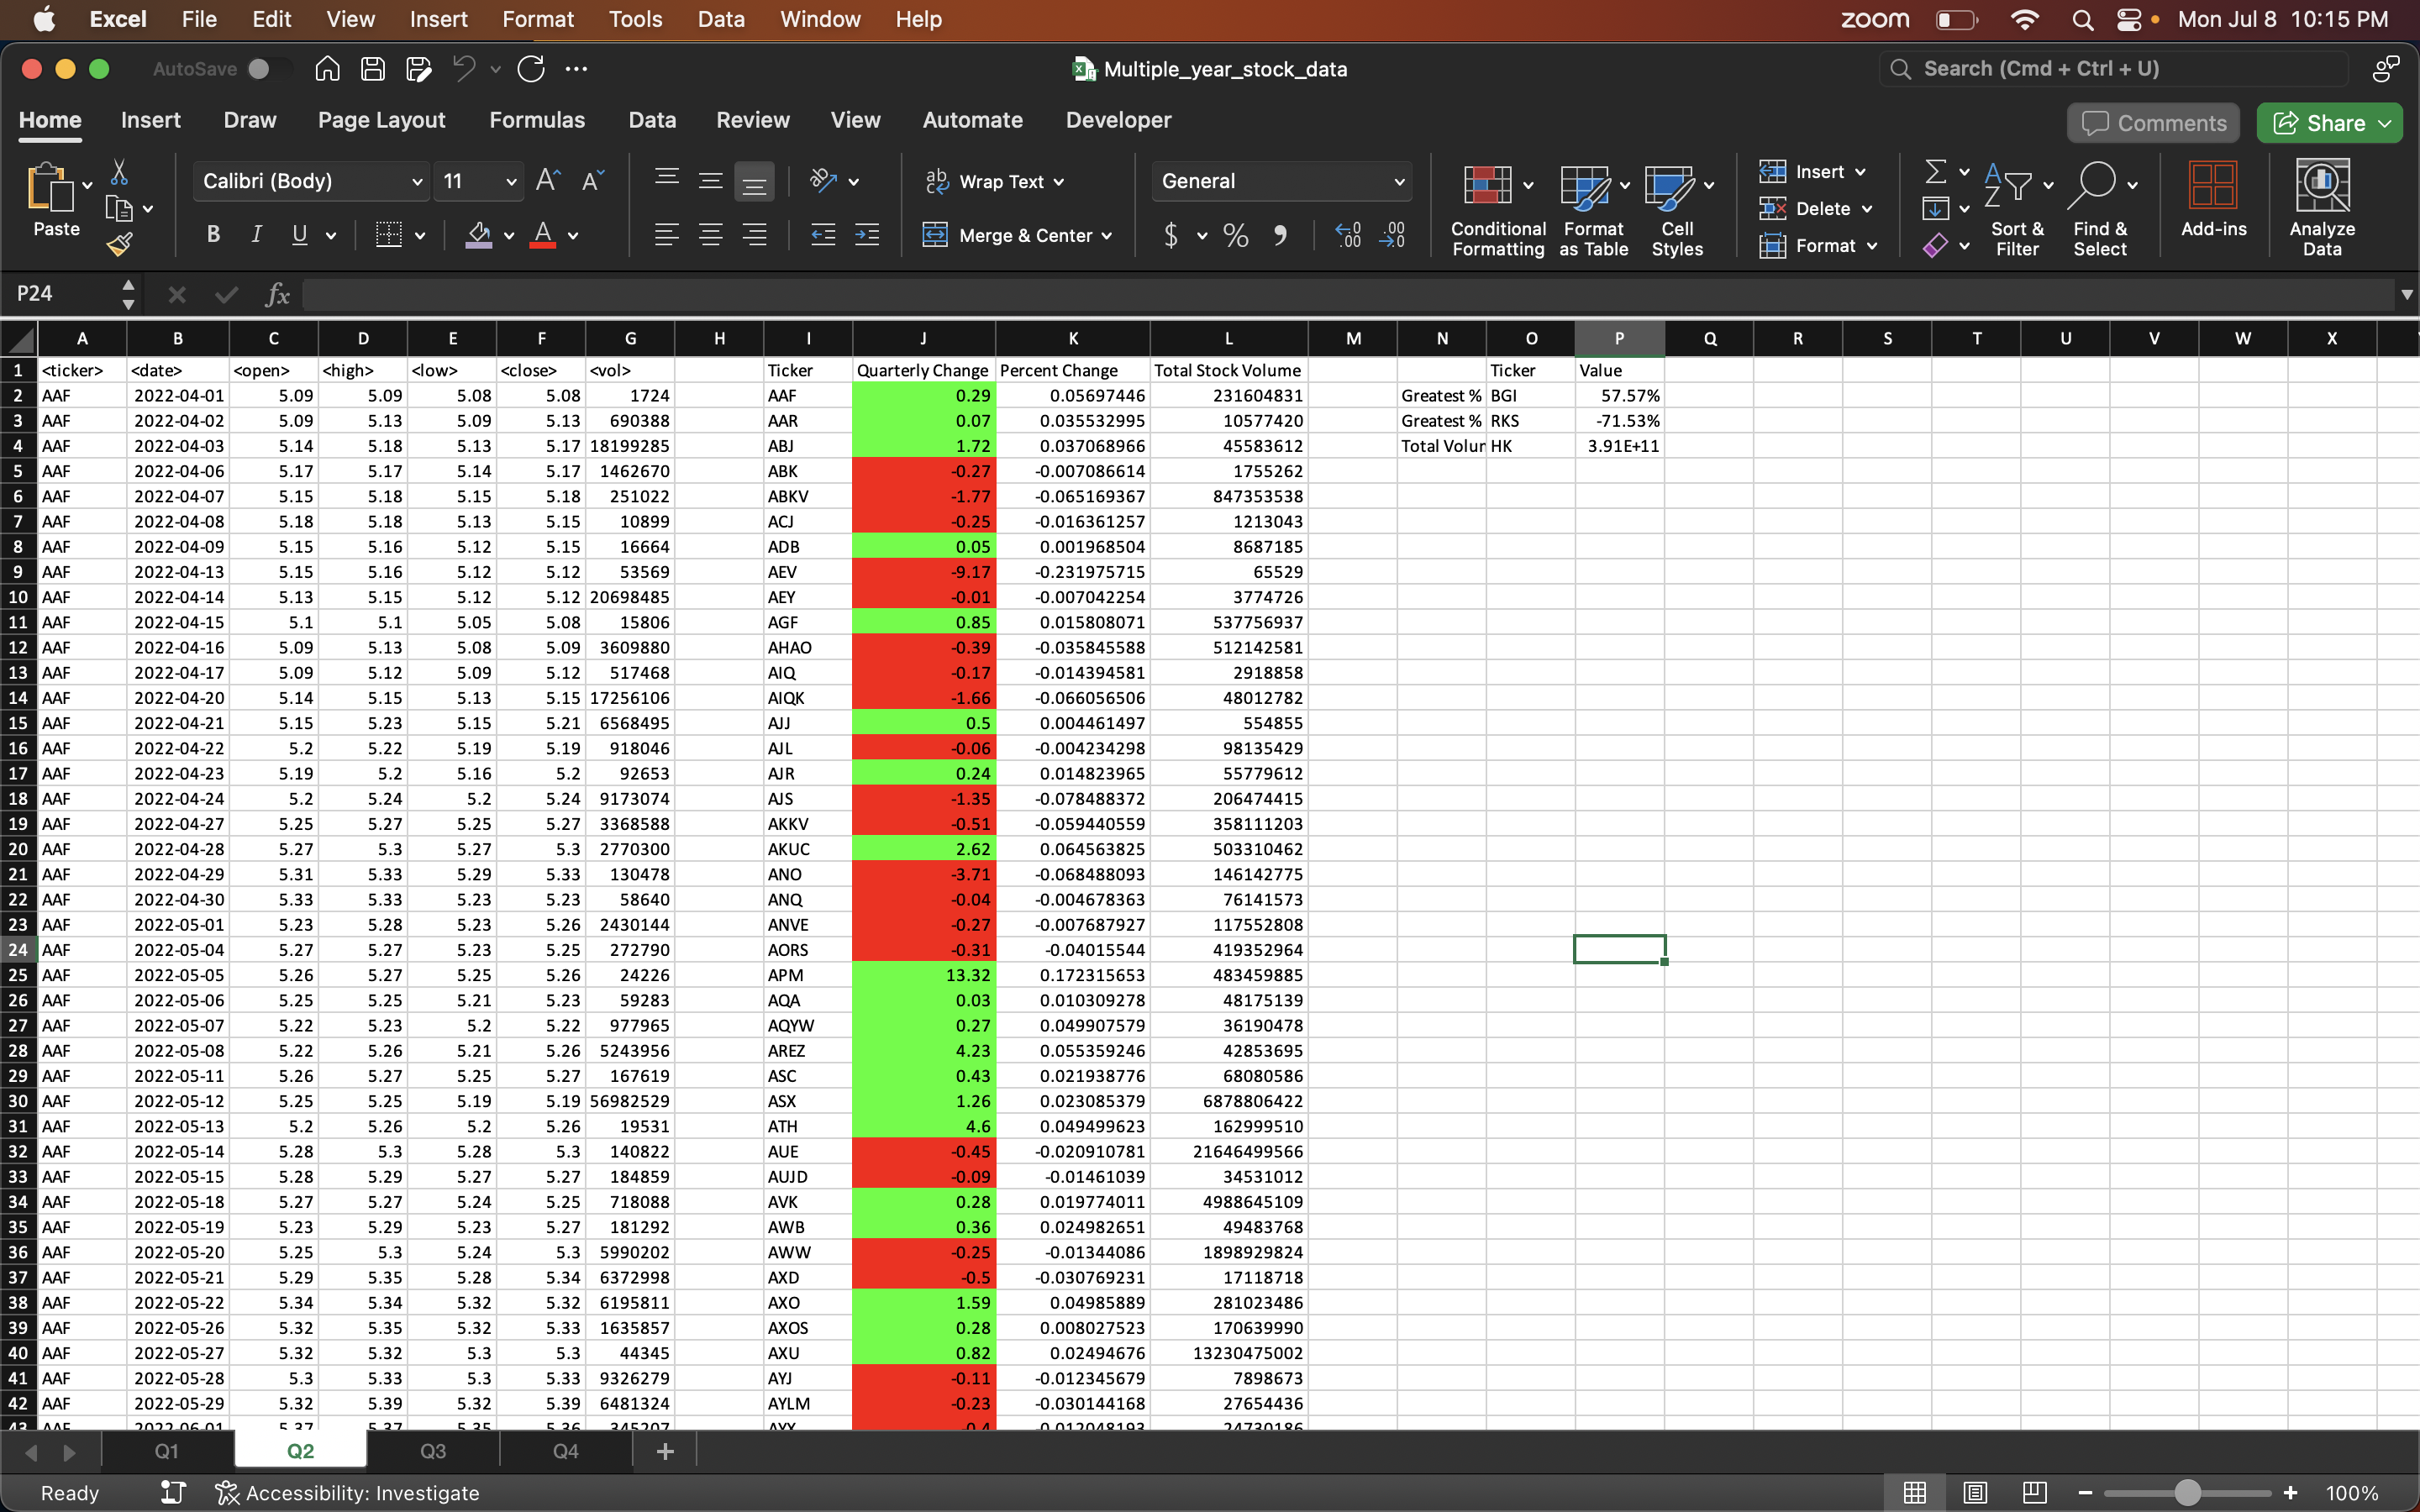 Excel File Edit View Insert Format Tools Data Window Help zoom Mon Jul 8 10:15 PM
AutoSave Multiple_year_stock_data Search (Cmd + Ctrl + U)
Home Insert Draw Page Layout Formulas Data Review View Automate Developer Comments Share
Paste Calibri (Body) 11 Wrap Text General Insert
B I U Merge & Center $ % Conditional Formatting Format as Table Cell Styles Delete Format Sort & Filter Find & Select Add-ins Analyze Data
P24 fx
A B C D E F G H I J K L M N O P Q R S T U V W X
1 <ticker> <date> <open> <high> <low> <close> <vol> Ticker Quarterly Change Percent Change Total Stock Volume Ticker Value
2 AAF 2022-04-01 5.09 5.09 5.08 5.08 1724 AAF 0.29 0.05697446 231604831 Greatest % BGI 57.57%
3 AAF 2022-04-02 5.09 5.13 5.09 5.13 690388 AAR 0.07 0.035532995 10577420 Greatest % RKS -71.53%
4 AAF 2022-04-03 5.14 5.18 5.13 5.17 18199285 ABJ 1.72 0.037068966 45583612 Total Volur HK 3.91E+11
5 AAF 2022-04-06 5.17 5.17 5.14 5.17 1462670 ABK -0.27 -0.007086614 1755262
6 AAF 2022-04-07 5.15 5.18 5.15 5.18 251022 ABKV -1.77 -0.065169367 847353538
7 AAF 2022-04-08 5.18 5.18 5.13 5.15 10899 ACJ -0.25 -0.016361257 1213043
8 AAF 2022-04-09 5.15 5.16 5.12 5.15 16664 ADB 0.05 0.001968504 8687185
9 AAF 2022-04-13 5.15 5.16 5.12 5.12 53569 AEV -9.17 -0.231975715 65529
10 AAF 2022-04-14 5.13 5.15 5.12 5.12 20698485 AEY -0.01 -0.007042254 3774726
11 AAF 2022-04-15 5.1 5.1 5.05 5.08 15806 AGF 0.85 0.015808071 537756937
12 AAF 2022-04-16 5.09 5.13 5.08 5.09 3609880 AHAO -0.39 -0.035845588 512142581
13 AAF 2022-04-17 5.09 5.12 5.09 5.12 517468 AIQ -0.17 -0.014394581 2918858
14 AAF 2022-04-20 5.14 5.15 5.13 5.15 17256106 AIQK -1.66 -0.066056506 48012782
15 AAF 2022-04-21 5.15 5.23 5.15 5.21 6568495 AJJ 0.5 0.004461497 554855
16 AAF 2022-04-22 5.2 5.22 5.19 5.19 918046 AJL -0.06 -0.004234298 98135429
17 AAF 2022-04-23 5.19 5.2 5.16 5.2 92653 AJR 0.24 0.014823965 55779612
18 AAF 2022-04-24 5.2 5.24 5.2 5.24 9173074 AJS -1.35 -0.078488372 206474415
19 AAF 2022-04-27 5.25 5.27 5.25 5.27 3368588 AKKV -0.51 -0.059440559 358111203
20 AAF 2022-04-28 5.27 5.3 5.27 5.3 2770300 AKUC 2.62 0.064563825 503310462
21 AAF 2022-04-29 5.31 5.33 5.29 5.33 130478 ANO -3.71 -0.068488093 146142775
22 AAF 2022-04-30 5.33 5.33 5.23 5.23 58640 ANQ -0.04 -0.004678363 76141573
23 AAF 2022-05-01 5.23 5.28 5.23 5.26 2430144 ANVE -0.27 -0.007687927 117552808
24 AAF 2022-05-04 5.27 5.27 5.23 5.25 272790 AORS -0.31 -0.04015544 419352964
25 AAF 2022-05-05 5.26 5.27 5.25 5.26 24226 APM 13.32 0.172315653 483459885
26 AAF 2022-05-06 5.25 5.25 5.21 5.23 59283 AQA 0.03 0.010309278 48175139
27 AAF 2022-05-07 5.22 5.23 5.2 5.22 977965 AQYW 0.27 0.049907579 36190478
28 AAF 2022-05-08 5.22 5.26 5.21 5.26 5243956 AREZ 4.23 0.055359246 42853695
29 AAF 2022-05-11 5.26 5.27 5.25 5.27 167619 ASC 0.43 0.021938776 68080586
30 AAF 2022-05-12 5.25 5.25 5.19 5.19 56982529 ASX 1.26 0.023085379 6878806422
31 AAF 2022-05-13 5.2 5.26 5.2 5.26 19531 ATH 4.6 0.049499623 162999510
32 AAF 2022-05-14 5.28 5.3 5.28 5.3 140822 AUE -0.45 -0.020910781 21646499566
33 AAF 2022-05-15 5.28 5.29 5.27 5.27 184859 AUJD -0.09 -0.01461039 34531012
34 AAF 2022-05-18 5.27 5.27 5.24 5.25 718088 AVK 0.28 0.019774011 4988645109
35 AAF 2022-05-19 5.23 5.29 5.23 5.27 181292 AWB 0.36 0.024982651 49483768
36 AAF 2022-05-20 5.25 5.3 5.24 5.3 5990202 AWW -0.25 -0.01344086 1898929824
37 AAF 2022-05-21 5.29 5.35 5.28 5.34 6372998 AXD -0.5 -0.030769231 17118718
38 AAF 2022-05-22 5.34 5.34 5.32 5.32 6195811 AXO 1.59 0.04985889 281023486
39 AAF 2022-05-26 5.32 5.35 5.32 5.33 1635857 AXOS 0.28 0.008027523 170639990
40 AAF 2022-05-27 5.32 5.32 5.3 5.3 44345 AXU 0.82 0.02494676 13230475002
41 AAF 2022-05-28 5.3 5.33 5.3 5.33 9326279 AYJ -0.11 -0.012345679 7898673
42 AAF 2022-05-29 5.32 5.39 5.32 5.39 6481324 AYLM -0.23 -0.030144168 27654436
43 AAF 2022-06-01 5.37 5.37 5.35 5.36 345207 AYY -0.4 -0.012048193 24730186
Q1 Q2 Q3 Q4 +
Ready Accessibility: Investigate 100%